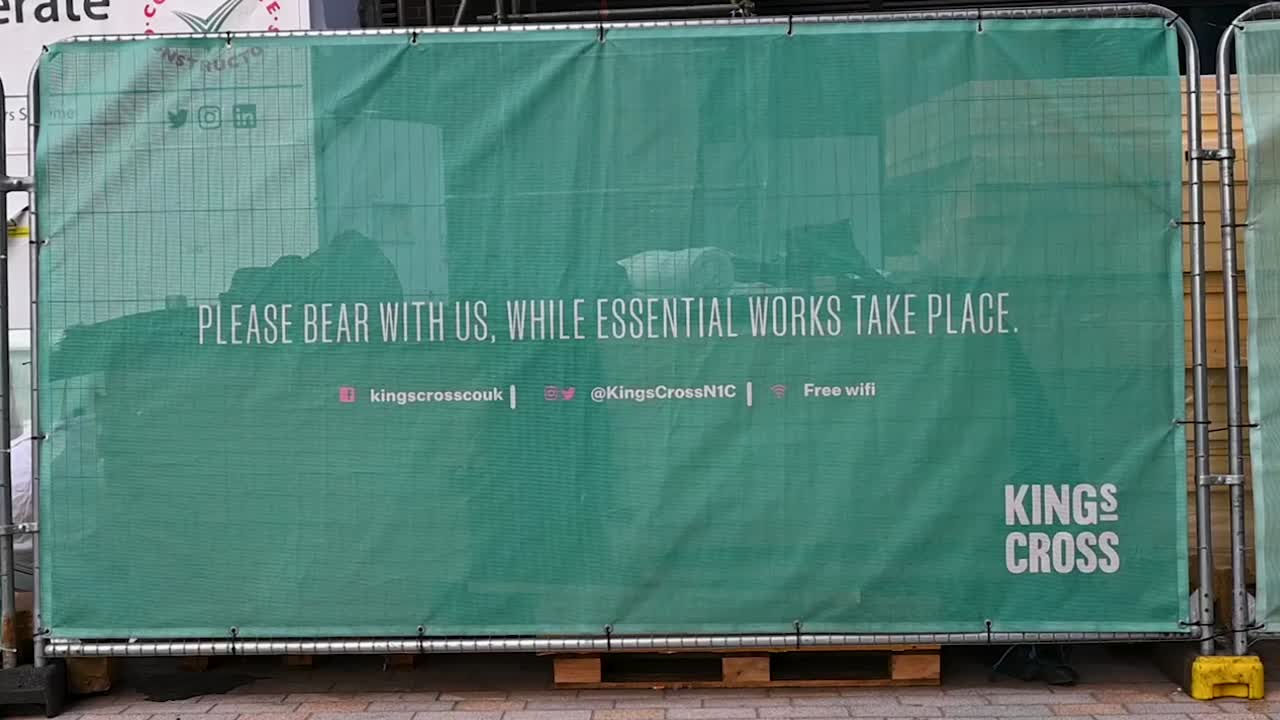 erate
PLEASE BEAR WITH US, WHILE ESSENTIAL WORKS TAKE PLACE.
kingscrosscouk | @KingsCrossN1C | Free wifi
KINGS
CROSS